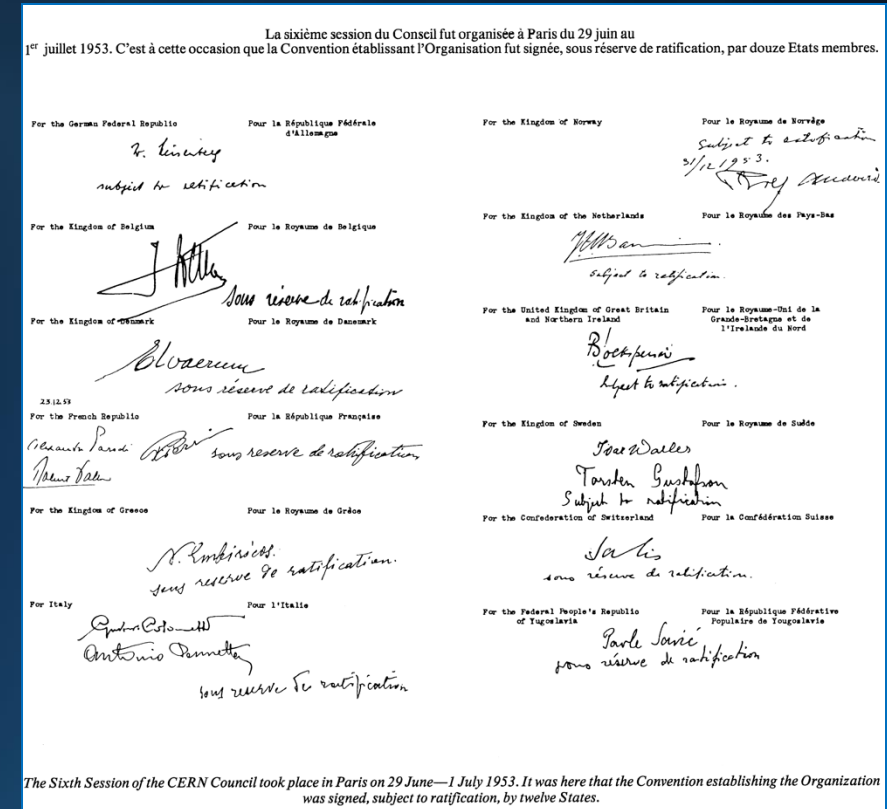 La sixième session du Conseil fut organisée à Paris du 29 juin au
1er juillet 1953. C'est à cette occasion que la Convention établissant l'Organisation fut signée, sous réserve de ratification, par douze Etats membres.
For the German Federal Republic
Pour la République Fédérale
d'Allemagne
subject to ratification
For the Kingdom of Belgium
Pour le Royaume de Belgique
sous réserve de ratification
For the Kingdom of Denmark
Pour le Royaume de Danemark
sous réserve de ratification
23.12.53
For the French Republic
Pour la République Française
Alexandre Parodi
sous reserve de ratification
For the Kingdom of Greece
Pour le Royaume de Grèce
N. Embiricos.
sous reserve de ratification.
For Italy
Pour l'Italie
Antonio Pennetta
sous reserve de ratification
For the Kingdom of Norway
Pour le Royaume de Norvège
Subject to ratification
31/12 1953.
For the Kingdom of the Netherlands
Pour le Royaume des Pays-Bas
subject to ratification.
For the United Kingdom of Great Britain
and Northern Ireland
Pour le Royaume-Uni de la
Grande-Bretagne et de
l'Irelande du Nord
subject to ratification.
For the Kingdom of Sweden
Pour le Royaume de Suède
Ivar Waller
Torsten Gustafson
Subject to ratification
For the Confederation of Switzerland
Pour la Confédération Suisse
sous réserve de ratification.
For the Federal People's Republic
of Yugoslavia
Pour la République Fédérative
Populaire de Yougoslavie
Pavle Savić
sous réserve de ratification
The Sixth Session of the CERN Council took place in Paris on 29 June—1 July 1953. It was here that the Convention establishing the Organization
was signed, subject to ratification, by twelve States.